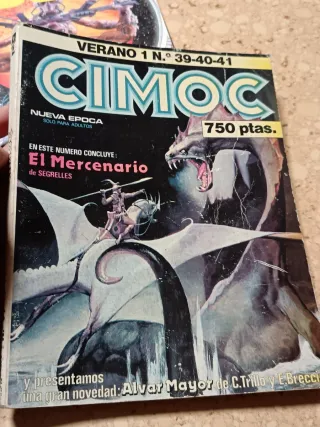 VERANO 1 N.º 39-40-41
CIMOC
NUEVA EPOCA
SOLO PARA ADULTOS
750 ptas.
EN ESTE NUMERO CONCLUYE:
El Mercenario
de SEGRELLES
y presentamos
una gran novedad: Alvar Mayor de C.Trillo y E.Breccia